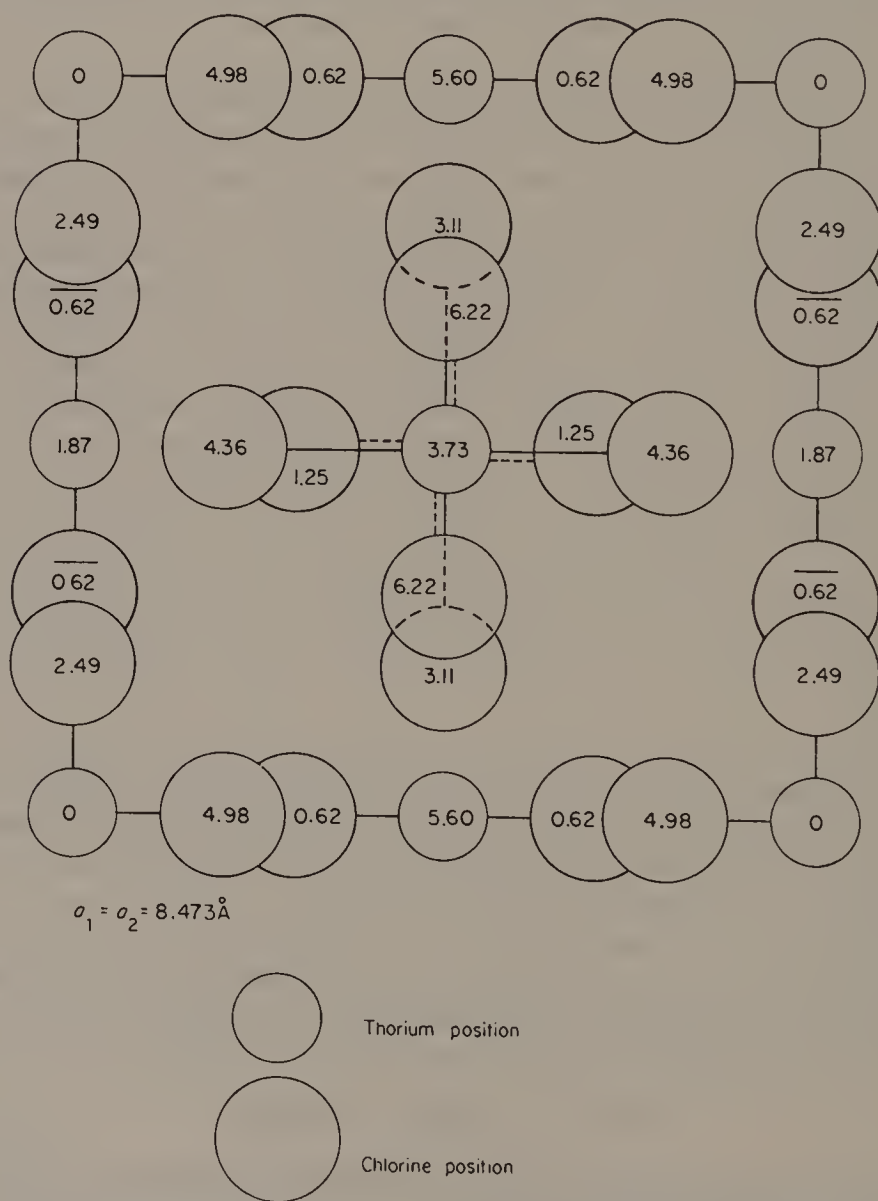 0 4.98 0.62 5.60 0.62 4.98 0
2.49 3.11 2.49
0.62 6.22 0.62
1.87 4.36 1.25 3.73 1.25 4.36 1.87
0.62 6.22 0.62
2.49 3.11 2.49
0 4.98 0.62 5.60 0.62 4.98 0
a₁ = a₂ = 8.473Å
Thorium position
Chlorine position